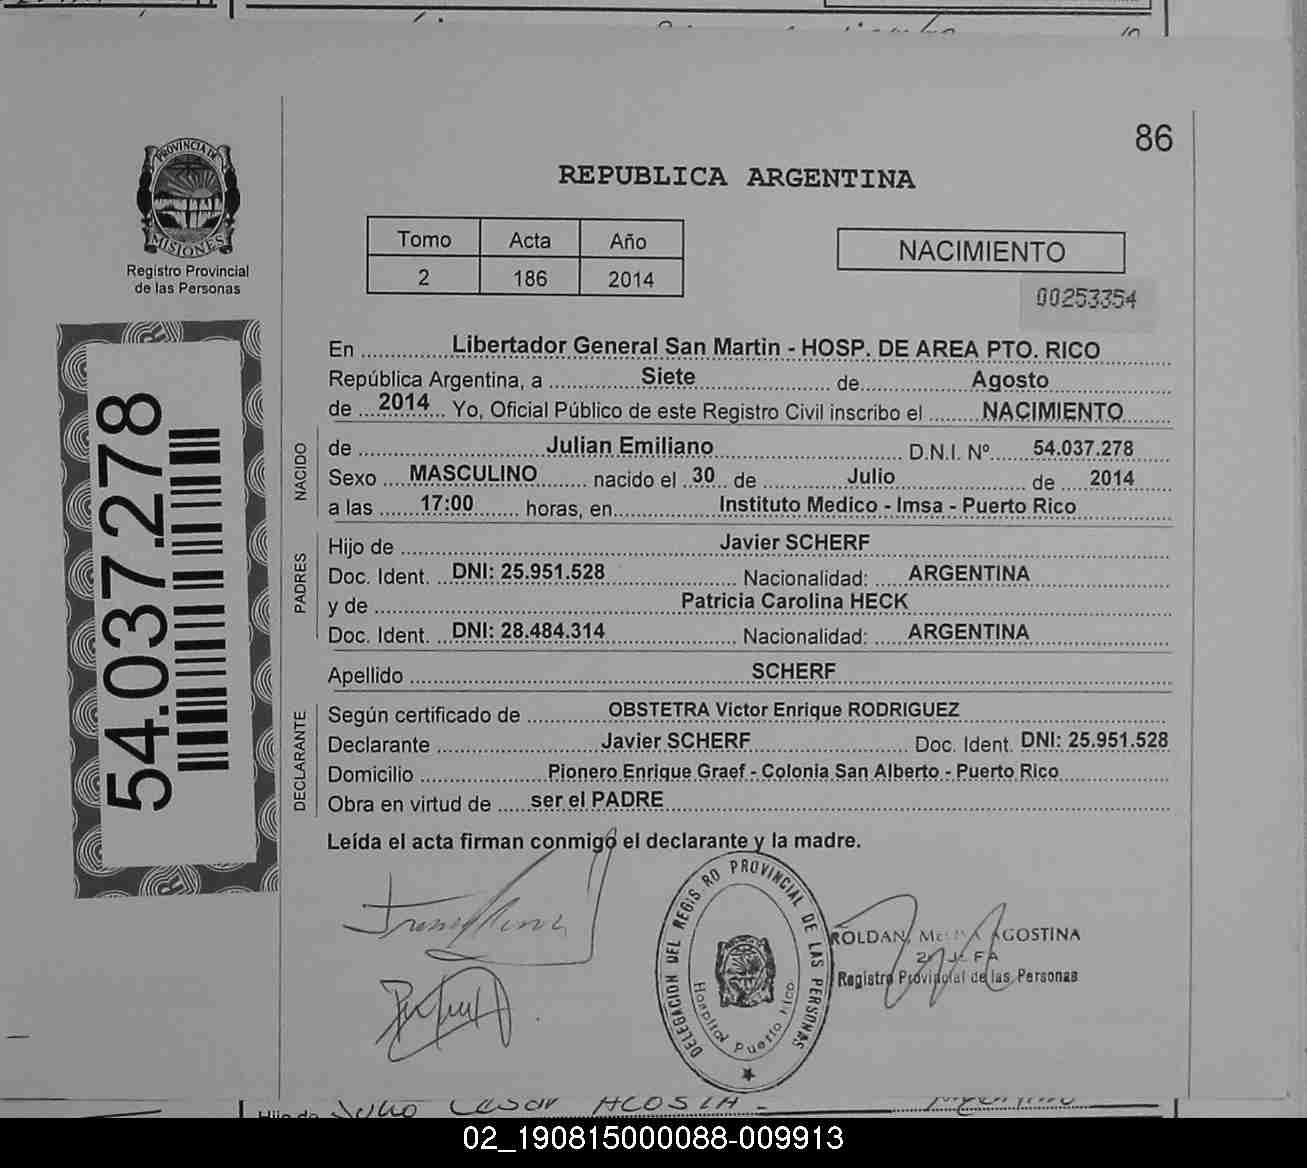 86
PROVINCIA DE
MISIONES
Registro Provincial
de las Personas
REPUBLICA ARGENTINA
Tomo Acta Año
2 186 2014
NACIMIENTO
00253354
54.037.278
En Libertador General San Martin - HOSP. DE AREA PTO. RICO
República Argentina, a Siete de Agosto
de 2014 Yo, Oficial Público de este Registro Civil inscribo el NACIMIENTO
NACIDO
de Julian Emiliano D.N.I. Nº 54.037.278
Sexo MASCULINO nacido el 30 de Julio de 2014
a las 17:00 horas, en Instituto Medico - Imsa - Puerto Rico
PADRES
Hijo de Javier SCHERF
Doc. Ident. DNI: 25.951.528 Nacionalidad: ARGENTINA
y de Patricia Carolina HECK
Doc. Ident. DNI: 28.484.314 Nacionalidad: ARGENTINA
Apellido SCHERF
DECLARANTE
Según certificado de OBSTETRA Victor Enrique RODRIGUEZ
Declarante Javier SCHERF Doc. Ident. DNI: 25.951.528
Domicilio Pionero Enrique Graef - Colonia San Alberto - Puerto Rico
Obra en virtud de ser el PADRE
Leída el acta firman conmigo el declarante y la madre.
DELEGACION DEL REGIS RO PROVINCIAL DE LAS PERSONAS
Hospital Puerto Rico
ROLDAN, AGOSTINA
Registro Provincial de las Personas
Hijo de Julio Cesar ACOSTA -
02_190815000088-009913